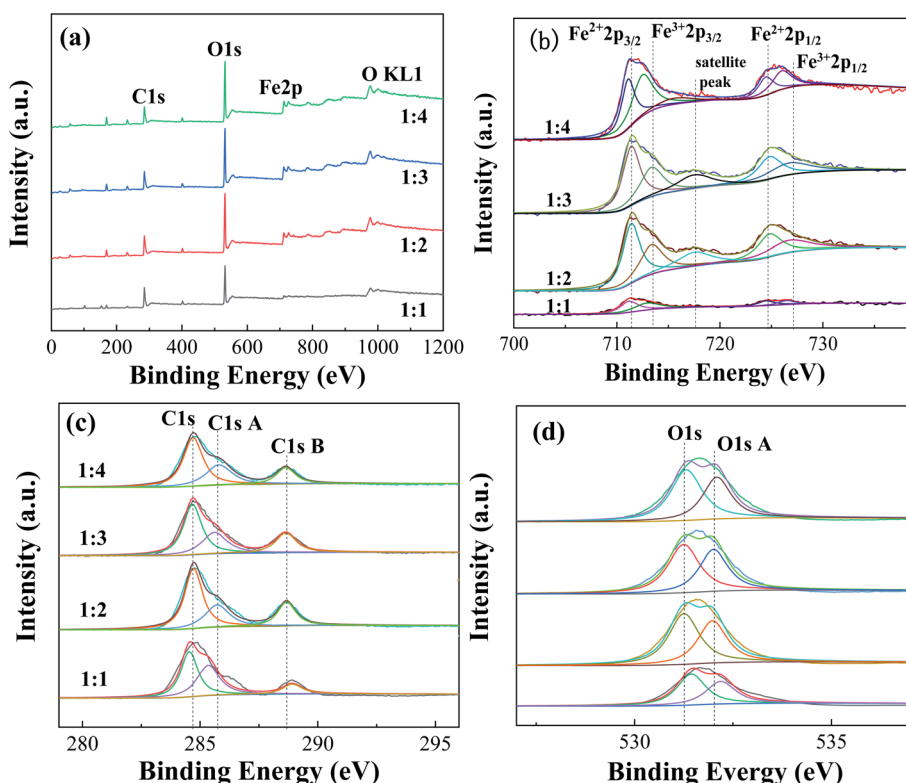 (a)
O1s
C1s
Fe2p
O KL1
1:4
1:3
1:2
1:1
0 200 400 600 800 1000 1200
Binding Energy (eV)
Intensity (a.u.)
(b)
Fe²⁺2p₃/₂ Fe³⁺2p₃/₂ Fe²⁺2p₁/₂
satellite
peak
Fe³⁺2p₁/₂
1:4
1:3
1:2
1:1
700 710 720 730
Binding Energy (eV)
Intensity (a.u.)
(c)
C1s C1s A
C1s B
1:4
1:3
1:2
1:1
280 285 290 295
Binding Energy (eV)
Intensity (a.u.)
(d)
O1s O1s A
530 535
Binding Evergy (eV)
Intensity (a.u.)